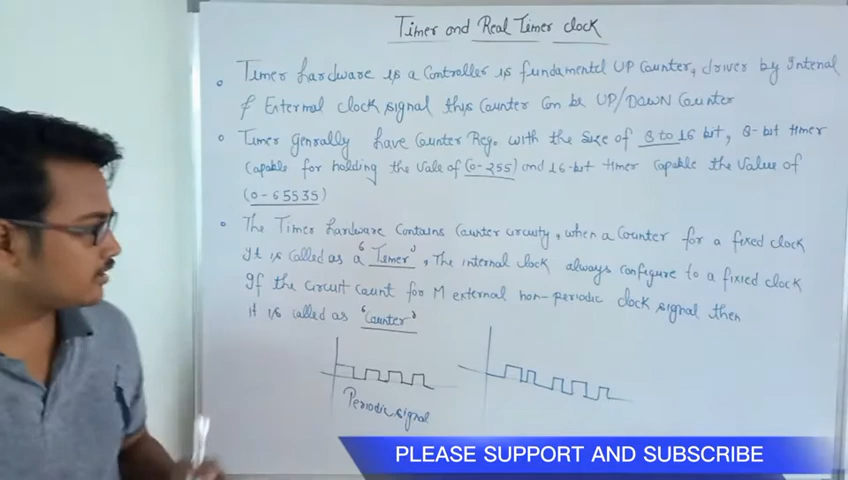 Timer and Real Timer clock
Timer hardware is a Controller is fundamentel UP Counter, driver by Intenal
& External clock signal this Counter Can be UP/DOWN Counter
Timer genrally have Counter Reg. with the Size of 8 to 16 bit, 8-bit timer
Capable for holding the Vale of (0-255) and 16-bit timer Capable the Value of
(0-65535)
The Timer hardware Contains Counter circuity, when a Counter for a fixed clock
It is called as a "Timer", The internal clock always configure to a fixed clock
If the circuit count for M external non-periodic clock signal then
it is called as "Counter"
Periodic signal
PLEASE SUPPORT AND SUBSCRIBE